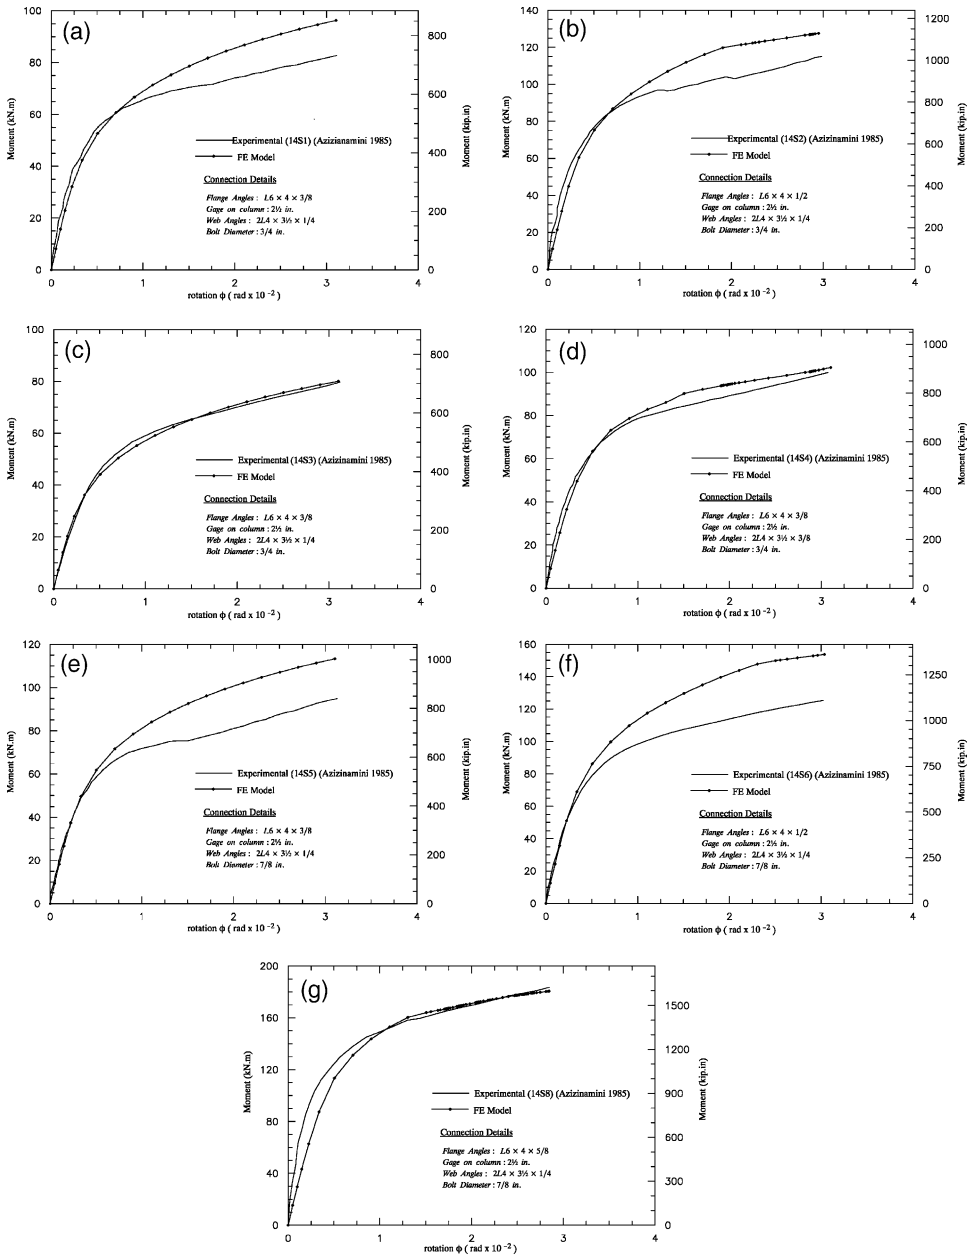 (a)
100
80
60
40
20
0
800
600
400
200
0
Moment (kN.m)
Moment (kip.in)
Experimental (14S1) (Azizianamini 1985)
FE Model
Connection Details
Flange Angles : L6 × 4 × 3/8
Gage on column : 2½ in.
Web Angles : 2L4 × 3½ × 1/4
Bolt Diameter : 3/4 in.
0 1 2 3 4
rotation ϕ ( rad x 10 -2 )
(b)
140
120
100
80
60
40
20
0
1200
1000
800
600
400
200
0
Moment (kN.m)
Moment (kip.in)
Experimental (14S2) (Azizinamini 1985)
FE Model
Connection Details
Flange Angles : L6 × 4 × 1/2
Gage on column : 2½ in.
Web Angles : 2L4 × 3½ × 1/4
Bolt Diameter : 3/4 in.
0 1 2 3 4
rotation ϕ ( rad x 10 -2 )
(c)
100
80
60
40
20
0
800
600
400
200
0
Moment (kN.m)
Moment (kip.in)
Experimental (14S3) (Azizinamini 1985)
FE Model
Connection Details
Flange Angles : L6 × 4 × 3/8
Gage on column : 2½ in.
Web Angles : 2L4 × 3½ × 1/4
Bolt Diameter : 3/4 in.
0 1 2 3 4
rotation ϕ ( rad x 10 -2 )
(d)
120
100
80
60
40
20
0
1000
800
600
400
200
0
Moment (kN.m)
Moment (kip.in)
Experimental (14S4) (Azizinamini 1985)
FE Model
Connection Details
Flange Angles : L6 × 4 × 3/8
Gage on column : 2½ in.
Web Angles : 2L4 × 3½ × 3/8
Bolt Diameter : 3/4 in.
0 1 2 3 4
rotation ϕ ( rad x 10 -2 )
(e)
120
100
80
60
40
20
0
1000
800
600
400
200
0
Moment (kN.m)
Moment (kip.in)
Experimental (14S5) (Azizinamini 1985)
FE Model
Connection Details
Flange Angles : L6 × 4 × 3/8
Gage on column : 2½ in.
Web Angles : 2L4 × 3½ × 1/4
Bolt Diameter : 7/8 in.
0 1 2 3 4
rotation ϕ ( rad x 10 -2 )
(f)
160
140
120
100
80
60
40
20
0
1250
1000
750
500
250
0
Moment (kN.m)
Moment (kip.in)
Experimental (14S6) (Azizinamini 1985)
FE Model
Connection Details
Flange Angles : L6 × 4 × 1/2
Gage on column : 2½ in.
Web Angles : 2L4 × 3½ × 1/4
Bolt Diameter : 7/8 in.
0 1 2 3 4
rotation ϕ ( rad x 10 -2 )
(g)
200
160
120
80
40
0
1500
1200
900
600
300
0
Moment (kN.m)
Moment (kip.in)
Experimental (14S8) (Azizinamini 1985)
FE Model
Connection Details
Flange Angles : L6 × 4 × 5/8
Gage on column : 2½ in.
Web Angles : 2L4 × 3½ × 1/4
Bolt Diameter : 7/8 in.
0 1 2 3 4
rotation ϕ ( rad x 10 -2 )